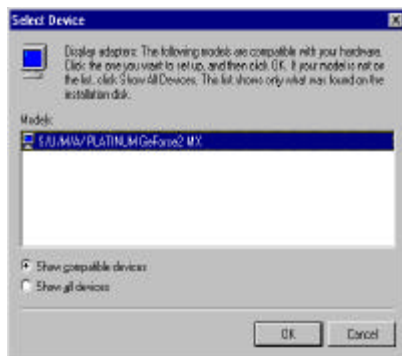 Select Device
Display adapters: The following models are compatible with your hardware.
Click the one you want to set up, and then click OK. If your model is not on
the list, click Show All Devices. This list shows only what was found on the
installation disk.
Models:
S/U/M/A/ PLATINUM GeForce2 MX
Show compatible devices
Show all devices
OK
Cancel